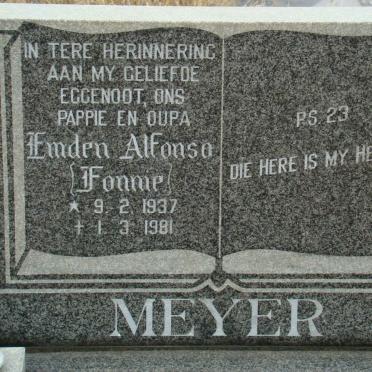 IN TERE HERINNERING
AAN MY GELIEFDE
EGGENOOT, ONS
PAPPIE EN OUPA
Emden Alfonso
(Fonnie)
* 9. 2. 1937
† 1. 3. 1981
PS. 23
DIE HERE IS MY HE
MEYER